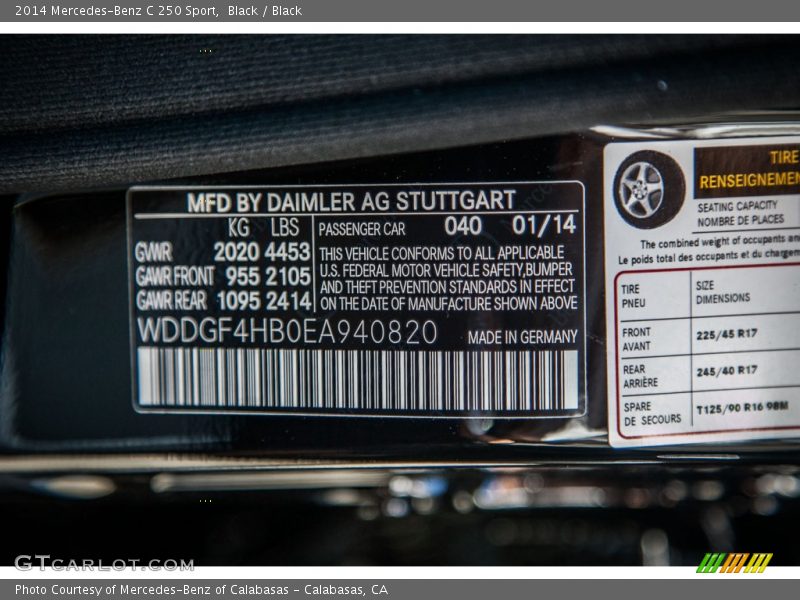 2014 Mercedes-Benz C 250 Sport, Black / Black
MFD BY DAIMLER AG STUTTGART
KG LBS
GWR 2020 4453
GAWR FRONT 955 2105
GAWR REAR 1095 2414
PASSENGER CAR 040 01/14
THIS VEHICLE CONFORMS TO ALL APPLICABLE
U.S. FEDERAL MOTOR VEHICLE SAFETY,BUMPER
AND THEFT PREVENTION STANDARDS IN EFFECT
ON THE DATE OF MANUFACTURE SHOWN ABOVE
WDDGF4HB0EA940820 MADE IN GERMANY
TIRE
RENSEIGNEMEN
SEATING CAPACITY
NOMBRE DE PLACES
The combined weight of occupants an
Le poids total des occupants et du chargem
TIRE
PNEU
SIZE
DIMENSIONS
FRONT
AVANT
225/45 R17
REAR
ARRIÈRE
245/40 R17
SPARE
DE SECOURS
T125/90 R16 98M
GTCARLOT.COM
Photo Courtesy of Mercedes-Benz of Calabasas - Calabasas, CA